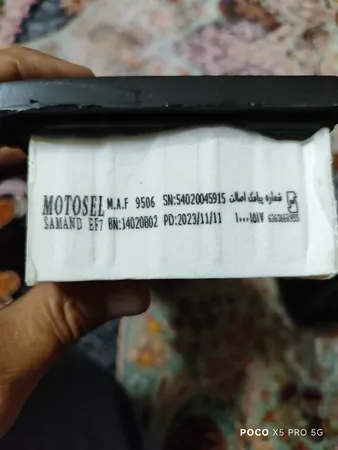 MOTOSEL M.A.F 9506 SN:54020045915 شماره پیامک اصالت
SAMAND EF7 BN:14020802 PD:2023/11/11 ۱۰۰۰۱۵۱۷
POCO X5 PRO 5G